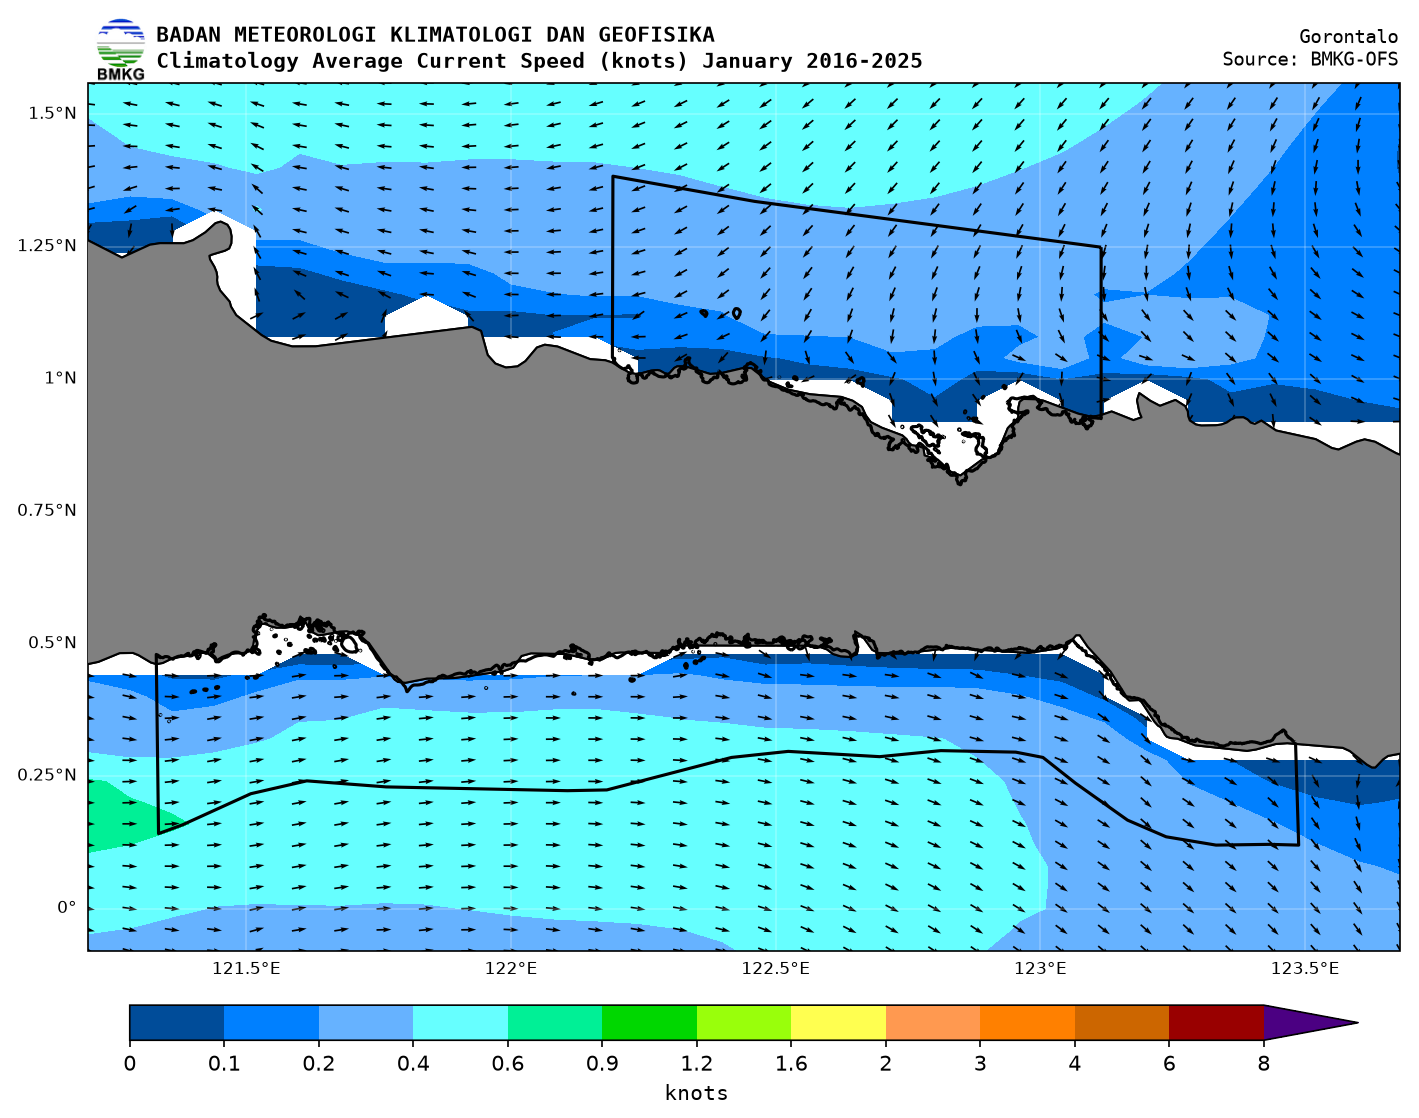 BADAN METEOROLOGI KLIMATOLOGI DAN GEOFISIKA
Climatology Average Current Speed (knots) January 2016-2025
BMKG
Gorontalo
Source: BMKG-OFS
1.5°N
1.25°N
1°N
0.75°N
0.5°N
0.25°N
0°
121.5°E 122°E 122.5°E 123°E 123.5°E
0 0.1 0.2 0.4 0.6 0.9 1.2 1.6 2 3 4 6 8
knots